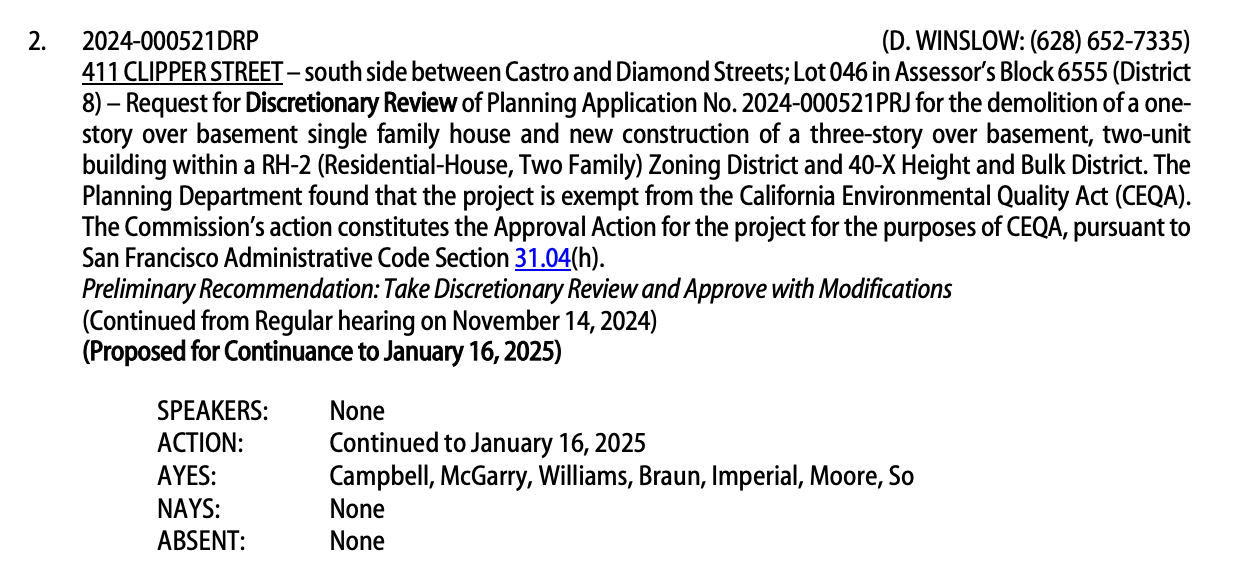 2. 2024-000521DRP (D. WINSLOW: (628) 652-7335)
411 CLIPPER STREET – south side between Castro and Diamond Streets; Lot 046 in Assessor’s Block 6555 (District
8) – Request for Discretionary Review of Planning Application No. 2024-000521PRJ for the demolition of a one-
story over basement single family house and new construction of a three-story over basement, two-unit
building within a RH-2 (Residential-House, Two Family) Zoning District and 40-X Height and Bulk District. The
Planning Department found that the project is exempt from the California Environmental Quality Act (CEQA).
The Commission’s action constitutes the Approval Action for the project for the purposes of CEQA, pursuant to
San Francisco Administrative Code Section 31.04(h).
Preliminary Recommendation: Take Discretionary Review and Approve with Modifications
(Continued from Regular hearing on November 14, 2024)
(Proposed for Continuance to January 16, 2025)
SPEAKERS: None
ACTION: Continued to January 16, 2025
AYES: Campbell, McGarry, Williams, Braun, Imperial, Moore, So
NAYS: None
ABSENT: None